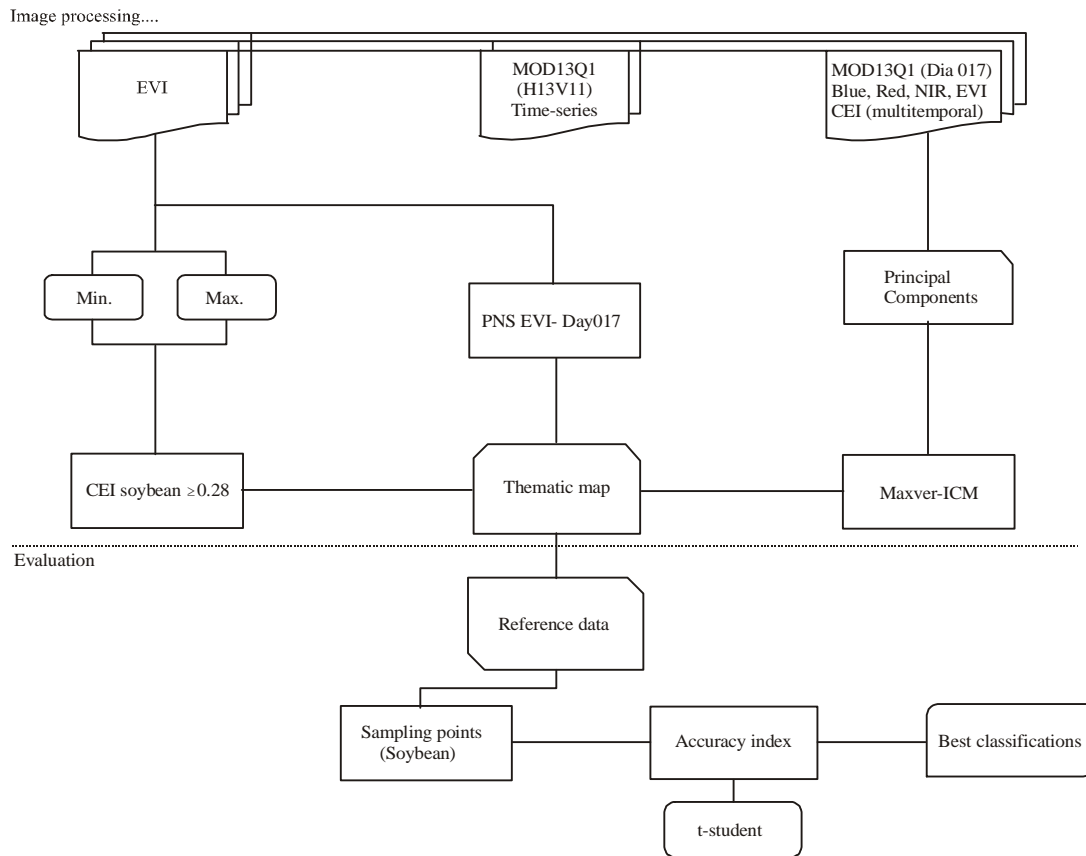 Image processing....
EVI
MOD13Q1
(H13V11)
Time-series
MOD13Q1 (Dia 017)
Blue, Red, NIR, EVI
CEI (multitemporal)
Min.
Max.
PNS EVI- Day017
Principal
Components
CEI soybean ≥0.28
Thematic map
Maxver-ICM
Evaluation
Reference data
Sampling points
(Soybean)
Accuracy index
Best classifications
t-student